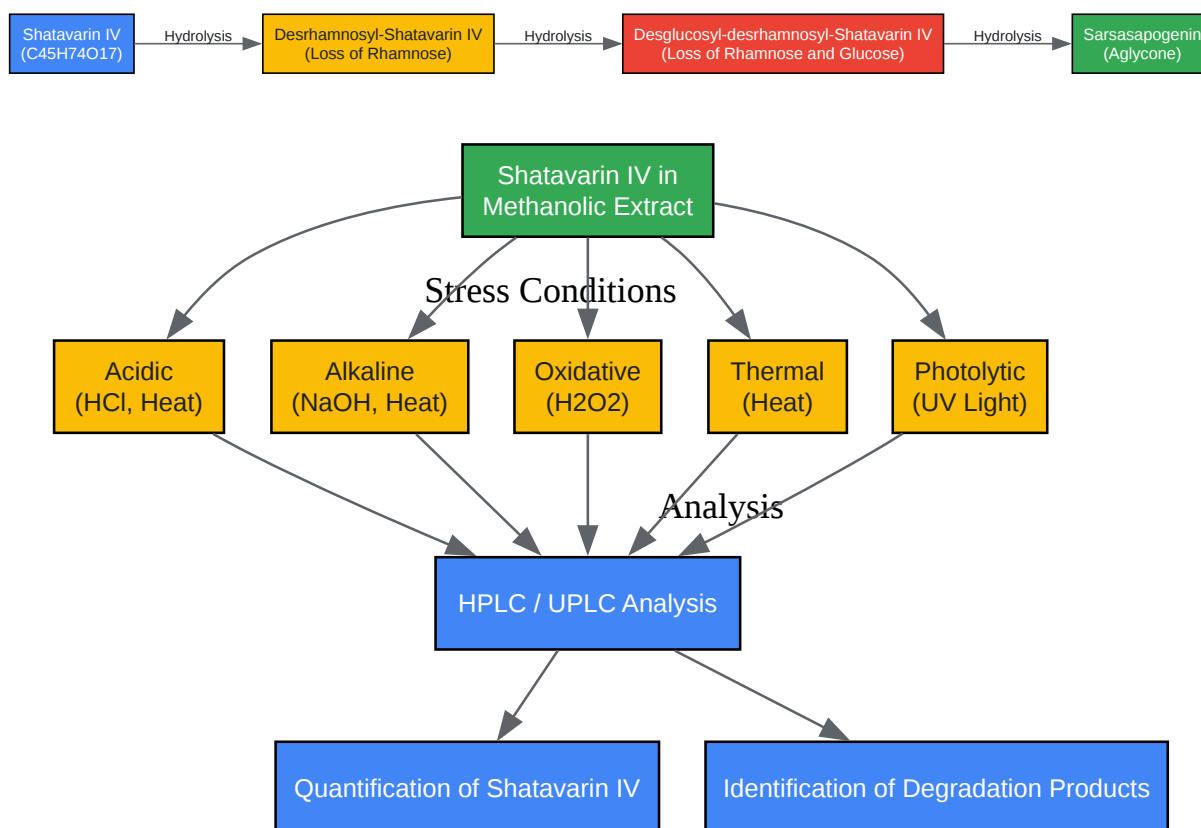 Shatavarin IV
(C45H74O17)
Hydrolysis
Desrhamnosyl-Shatavarin IV
(Loss of Rhamnose)
Hydrolysis
Desglucosyl-desrhamnosyl-Shatavarin IV
(Loss of Rhamnose and Glucose)
Hydrolysis
Sarsasapogenin
(Aglycone)
Shatavarin IV in
Methanolic Extract
Stress Conditions
Acidic
(HCl, Heat)
Alkaline
(NaOH, Heat)
Oxidative
(H2O2)
Thermal
(Heat)
Photolytic
(UV Light)
Analysis
HPLC / UPLC Analysis
Quantification of Shatavarin IV
Identification of Degradation Products